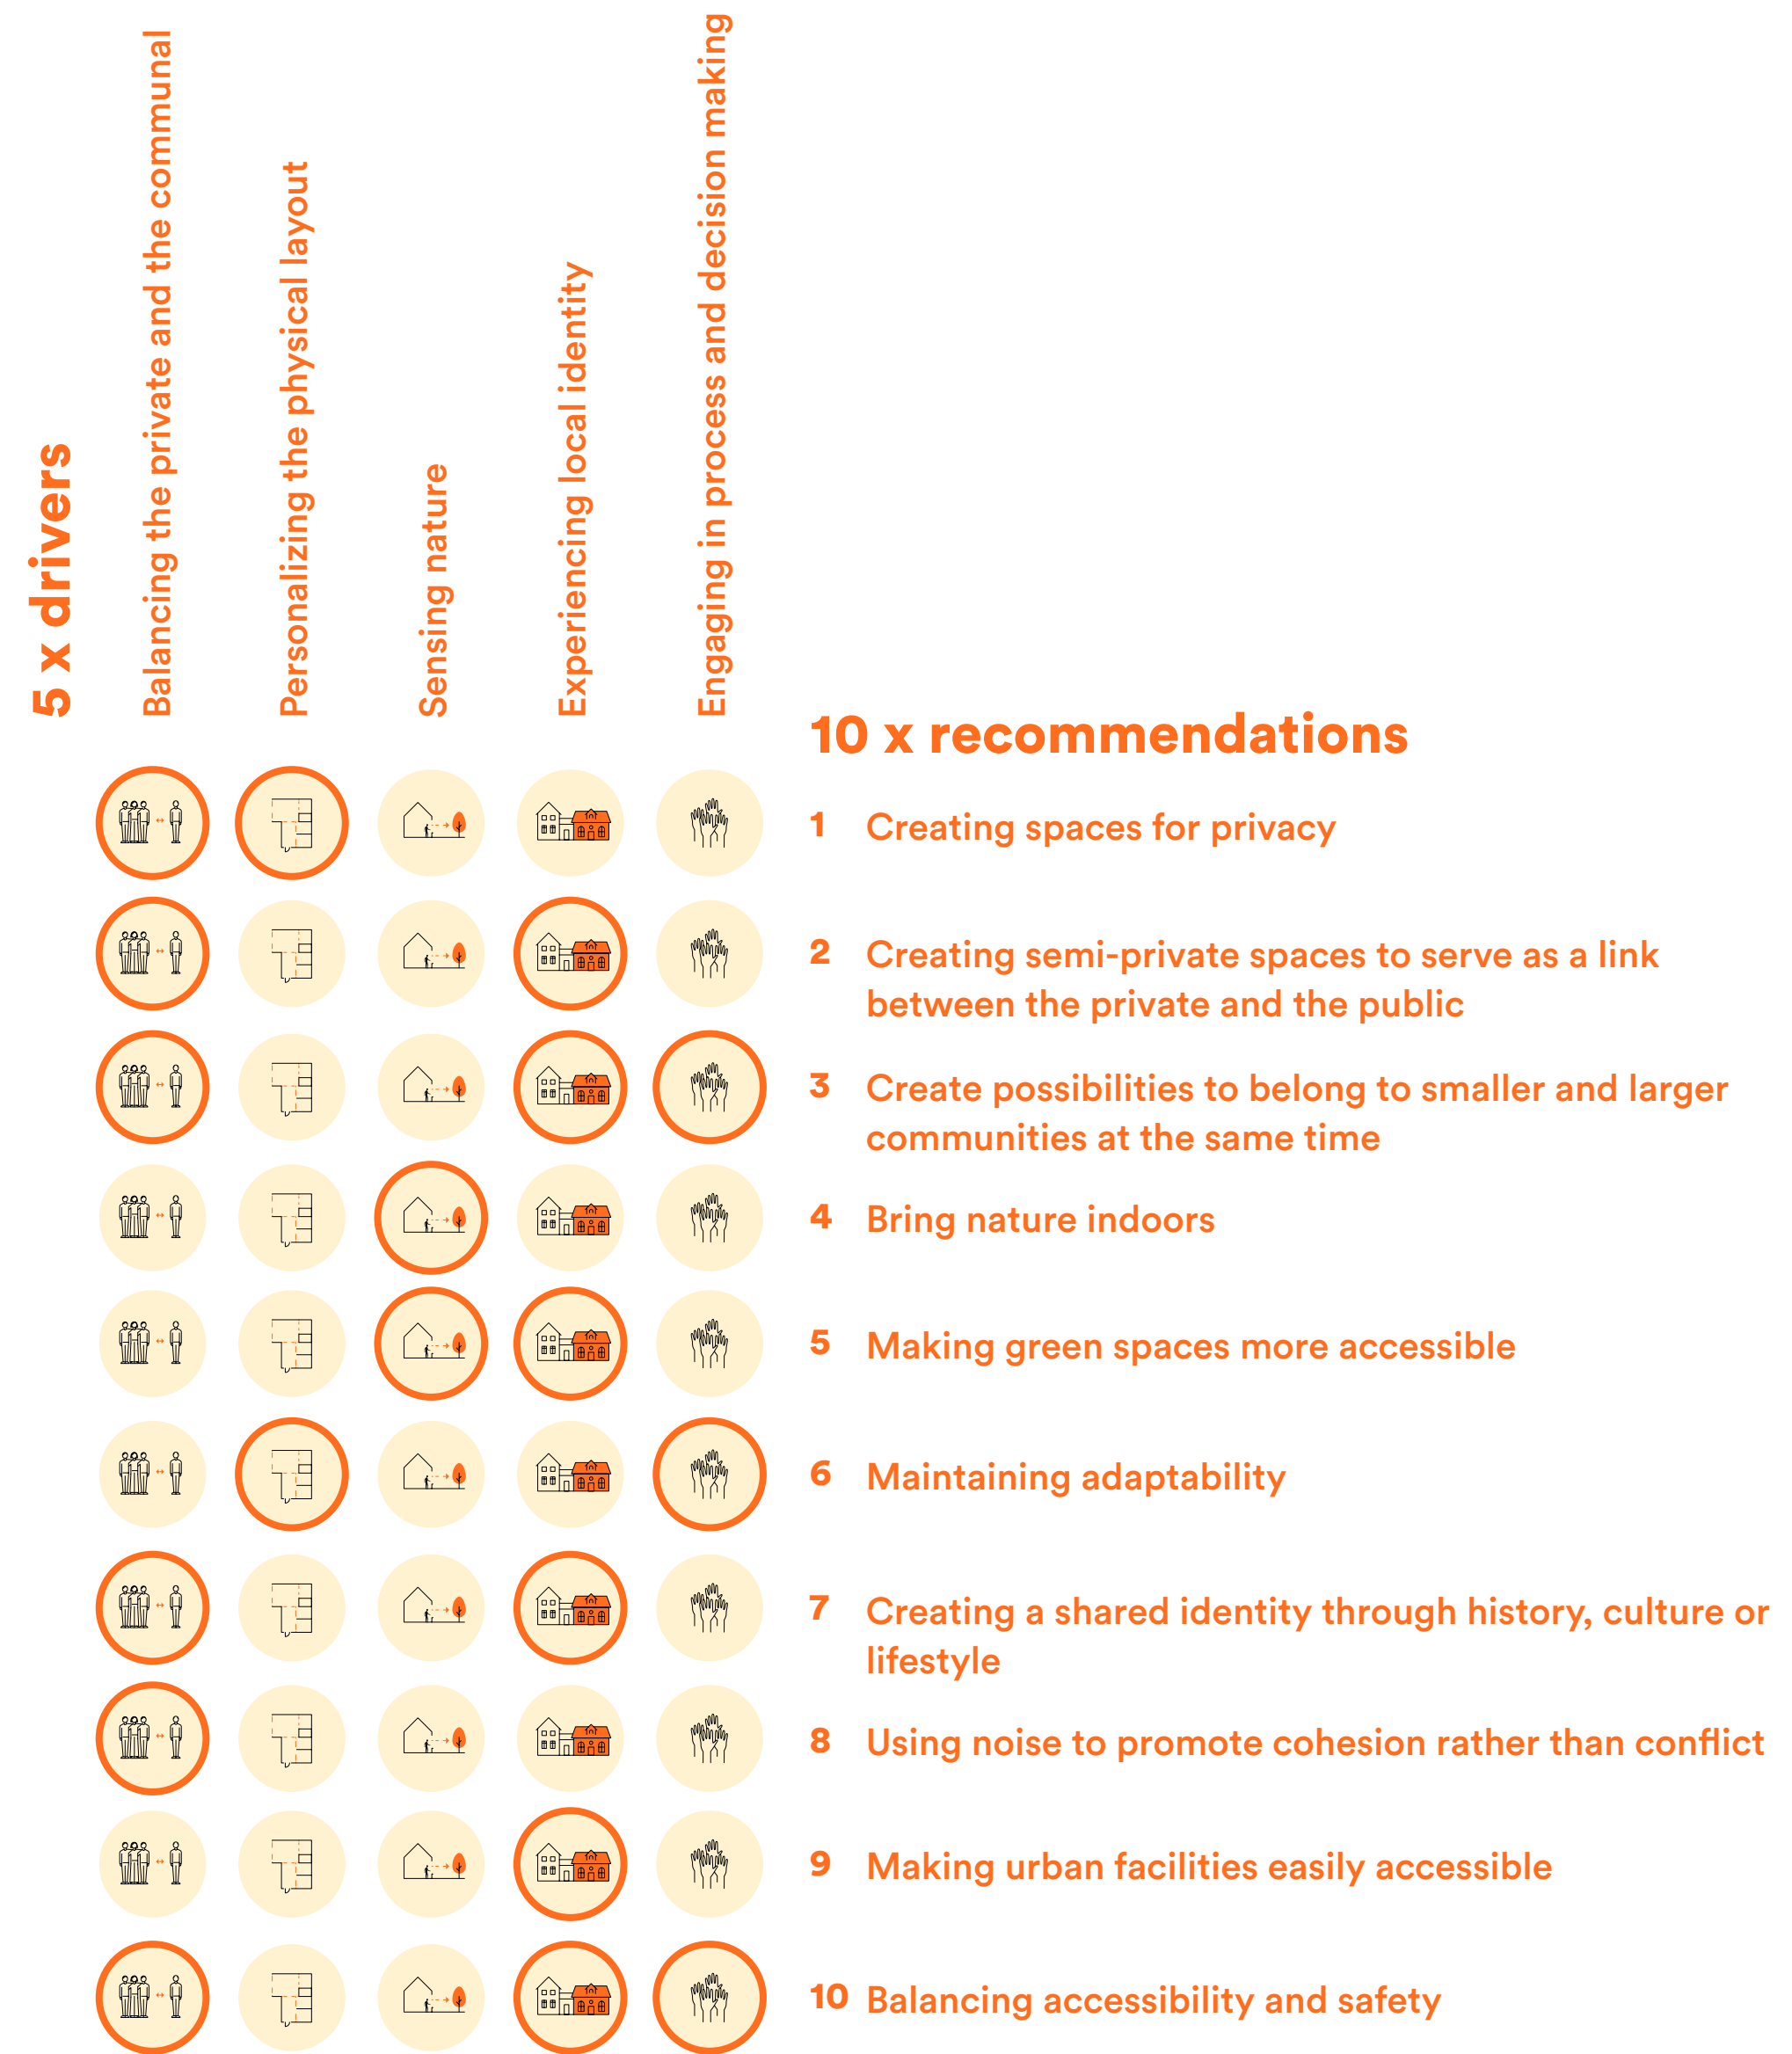 5 x drivers
Balancing the private and the communal
Personalizing the physical layout
Sensing nature
Experiencing local identity
Engaging in process and decision making
10 x recommendations
1 Creating spaces for privacy
2 Creating semi-private spaces to serve as a link
between the private and the public
3 Create possibilities to belong to smaller and larger
communities at the same time
4 Bring nature indoors
5 Making green spaces more accessible
6 Maintaining adaptability
7 Creating a shared identity through history, culture or
lifestyle
8 Using noise to promote cohesion rather than conflict
9 Making urban facilities easily accessible
10 Balancing accessibility and safety